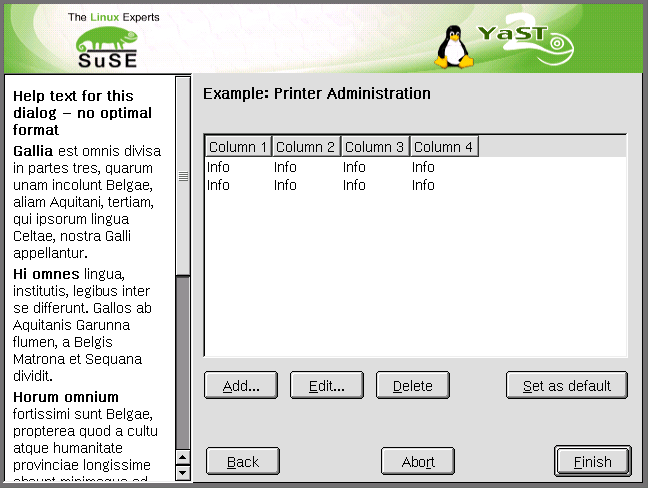 The Linux Experts
SuSE
YaST
2
Help text for this
dialog – no optimal
format
Gallia est omnis divisa
in partes tres, quarum
unam incolunt Belgae,
aliam Aquitani, tertiam,
qui ipsorum lingua
Celtae, nostra Galli
appellantur.
Hi omnes lingua,
institutis, legibus inter
se differunt. Gallos ab
Aquitanis Garunna
flumen, a Belgis
Matrona et Sequana
dividit.
Horum omnium
fortissimi sunt Belgae,
propterea quod a cultu
atque humanitate
provinciae longissime
Example: Printer Administration
Column 1 Column 2 Column 3 Column 4
Info Info Info Info
Info Info Info Info
Add... Edit... Delete Set as default
Back Abort Finish